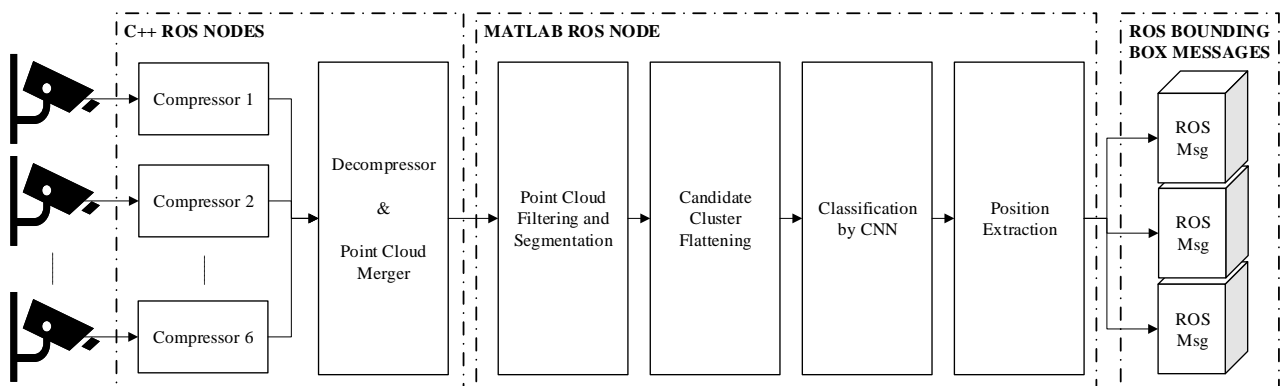 C++ ROS NODES
Compressor 1
Compressor 2
Compressor 6
Decompressor
&
Point Cloud
Merger
MATLAB ROS NODE
Point Cloud
Filtering and
Segmentation
Candidate
Cluster
Flattening
Classification
by CNN
Position
Extraction
ROS BOUNDING
BOX MESSAGES
ROS
Msg
ROS
Msg
ROS
Msg